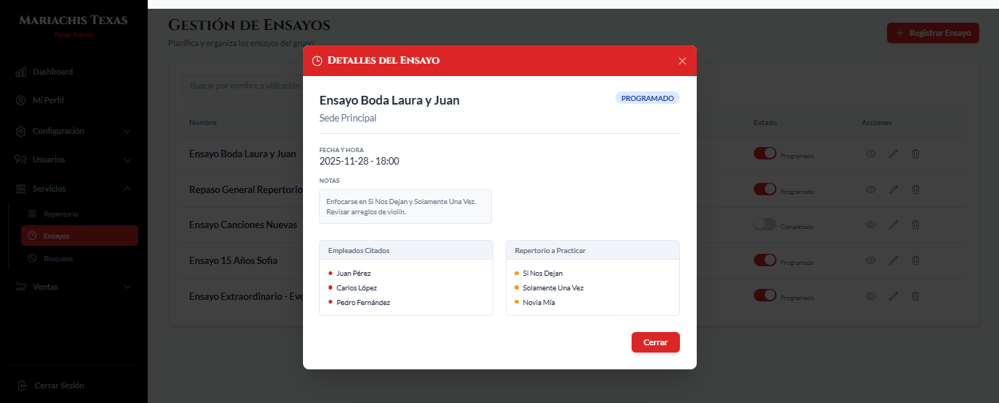 MARIACHIS TEXAS
Panel Admin
Dashboard
Mi Perfil
Configuración
Usuarios
Servicios
Repertorio
Ensayos
Bloqueos
Ventas
Cerrar Sesión
GESTIÓN DE ENSAYOS
Planifica y organiza los ensayos del grupo
Registrar Ensayo
Buscar por nombre o ubicación.
Nombre
Estado
Acciones
Ensayo Boda Laura y Juan
Programado
Repaso General Repertorio
Programado
Ensayo Canciones Nuevas
Completado
Ensayo 15 Años Sofia
Programado
Ensayo Extraordinario - Eve
Programado
DETALLES DEL ENSAYO
Ensayo Boda Laura y Juan
PROGRAMADO
Sede Principal
FECHA Y HORA
2025-11-28 - 18:00
NOTAS
Enfocarse en Si Nos Dejan y Solamente Una Vez.
Revisar arreglos de violín.
Empleados Citados
Juan Pérez
Carlos López
Pedro Fernández
Repertorio a Practicar
Si Nos Dejan
Solamente Una Vez
Novia Mía
Cerrar